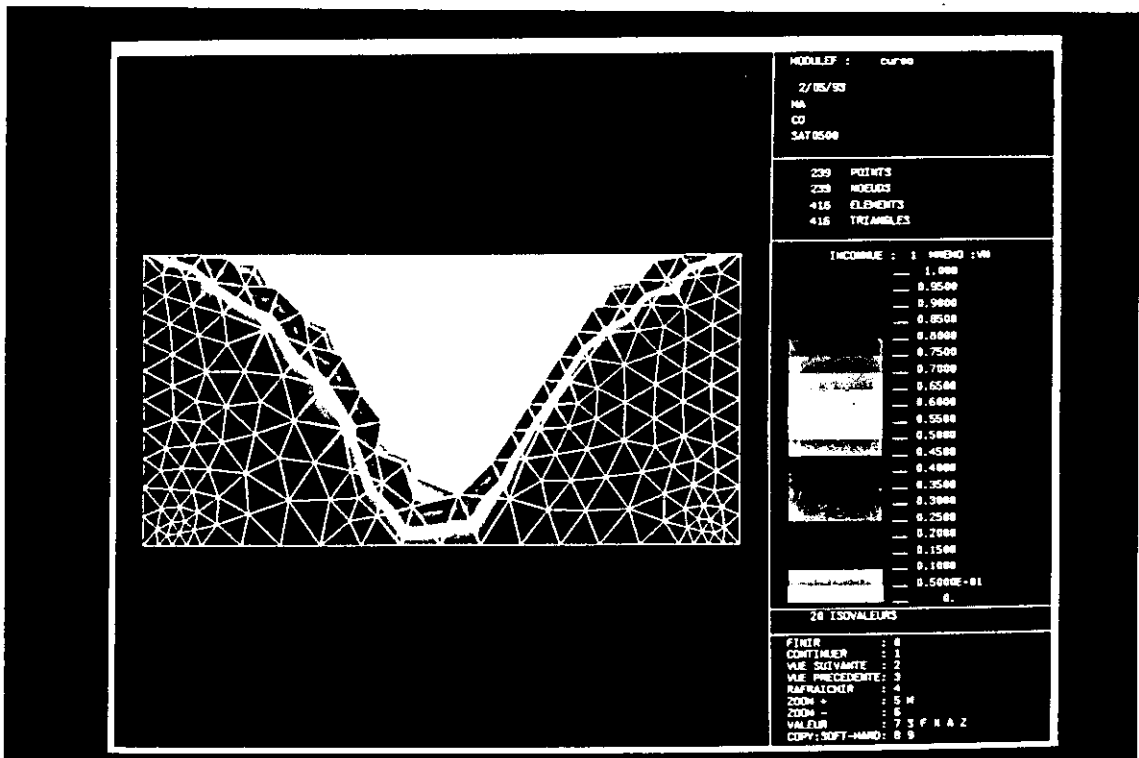 MODULEF : curso
2/05/93
MA
CO
SAT0500
239 POINTS
239 NOEUDS
416 ELEMENTS
416 TRIANGLES
INCONNUE : 1 MNEMO :VN
1.000
0.9500
0.9000
0.8500
0.8000
0.7500
0.7000
0.6500
0.6000
0.5500
0.5000
0.4500
0.4000
0.3500
0.3000
0.2500
0.2000
0.1500
0.1000
0.5000E-01
0.
20 ISOVALEURS
FINIR : 0
CONTINUER : 1
VUE SUIVANTE : 2
VUE PRECEDENTE: 3
RAFRAICHIR : 4
ZOOM + : 5 M
ZOOM - : 6
VALEUR : 7 3 F X A Z
COPY:SOFT-HARD: 8 9